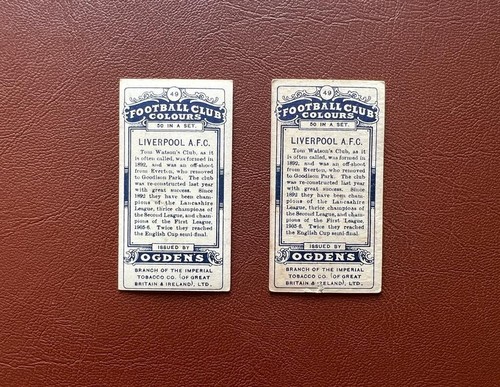 49
FOOTBALL CLUB
COLOURS
50 IN A SET.
LIVERPOOL A.F.C.
Tom Watson's Club, as it
is often called, was formed in
1892, and was an off-shoot
from Everton, who removed
to Goodison Park. The club
was re-constructed last year
with great success. Since
1892 they have been cham-
pions of the Lancashire
League, thrice champions of
the Second League, and cham-
pions of the First League,
1905-6. Twice they reached
the English Cup semi-final.
ISSUED BY
OGDENS
BRANCH OF THE IMPERIAL
TOBACCO CO. (OF GREAT
BRITAIN & IRELAND), LTD.
49
FOOTBALL CLUB
COLOURS
50 IN A SET.
LIVERPOOL A.F.C.
Tom Watson's Club, as it
is often called, was formed in
1892, and was an off-shoot
from Everton, who removed
to Goodison Park. The club
was re-constructed last year
with great success. Since
1892 they have been cham-
pions of the Lancashire
League, thrice champions of
the Second League, and cham-
pions of the First League,
1905-6. Twice they reached
the English Cup semi-final.
ISSUED BY
OGDENS
BRANCH OF THE IMPERIAL
TOBACCO CO. (OF GREAT
BRITAIN & IRELAND), LTD.